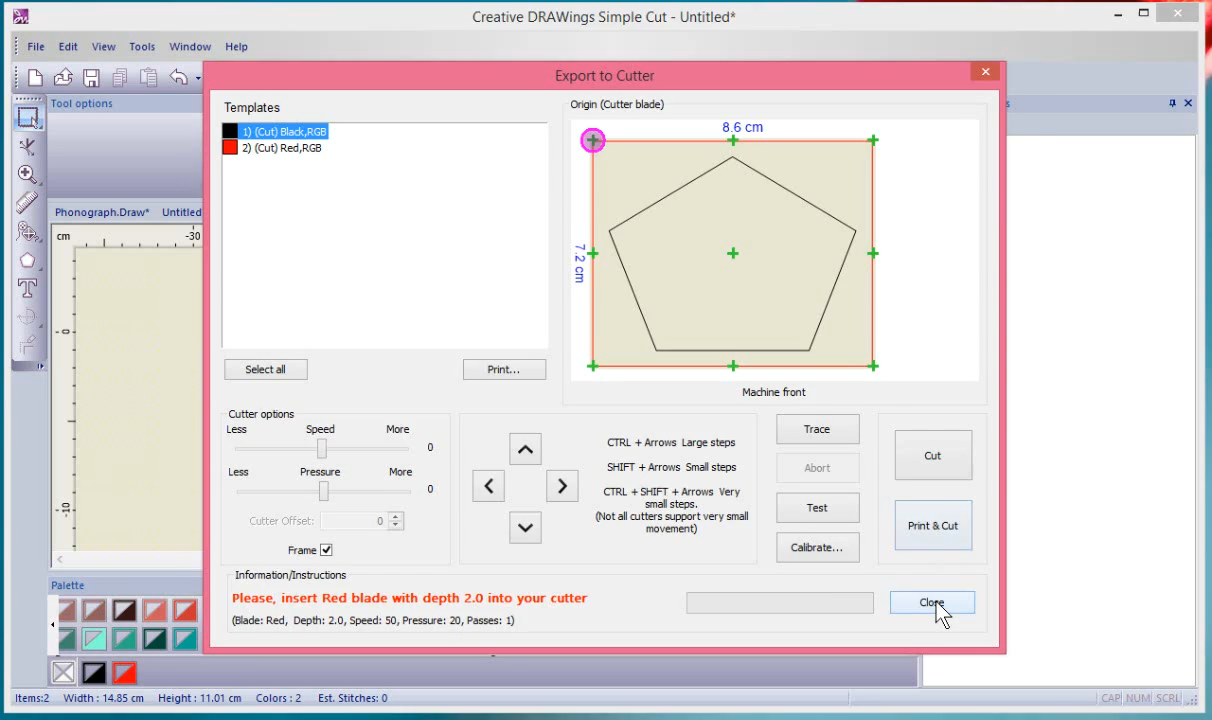 Creative DRAWings Simple Cut - Untitled*
File Edit View Tools Window Help
Export to Cutter
Tool options
Templates
1) (Cut) Black,RGB
2) (Cut) Red,RGB
Origin (Cutter blade)
8.6 cm
7.2 cm
Machine front
Phonograph.Draw* Untitled
cm
-30
0
-10
Select all
Print...
Cutter options
Less Speed More
0
Less Pressure More
0
Cutter Offset: 0
Frame
CTRL + Arrows Large steps
SHIFT + Arrows Small steps
CTRL + SHIFT + Arrows Very
small steps.
(Not all cutters support very small
movement)
Trace
Abort
Test
Calibrate...
Cut
Print & Cut
Information/Instructions
Please, insert Red blade with depth 2.0 into your cutter
(Blade: Red, Depth: 2.0, Speed: 50, Pressure: 20, Passes: 1)
Close
Palette
Items:2 Width : 14.85 cm Height : 11.01 cm Colors : 2 Est. Stitches: 0
CAP NUM SCRL